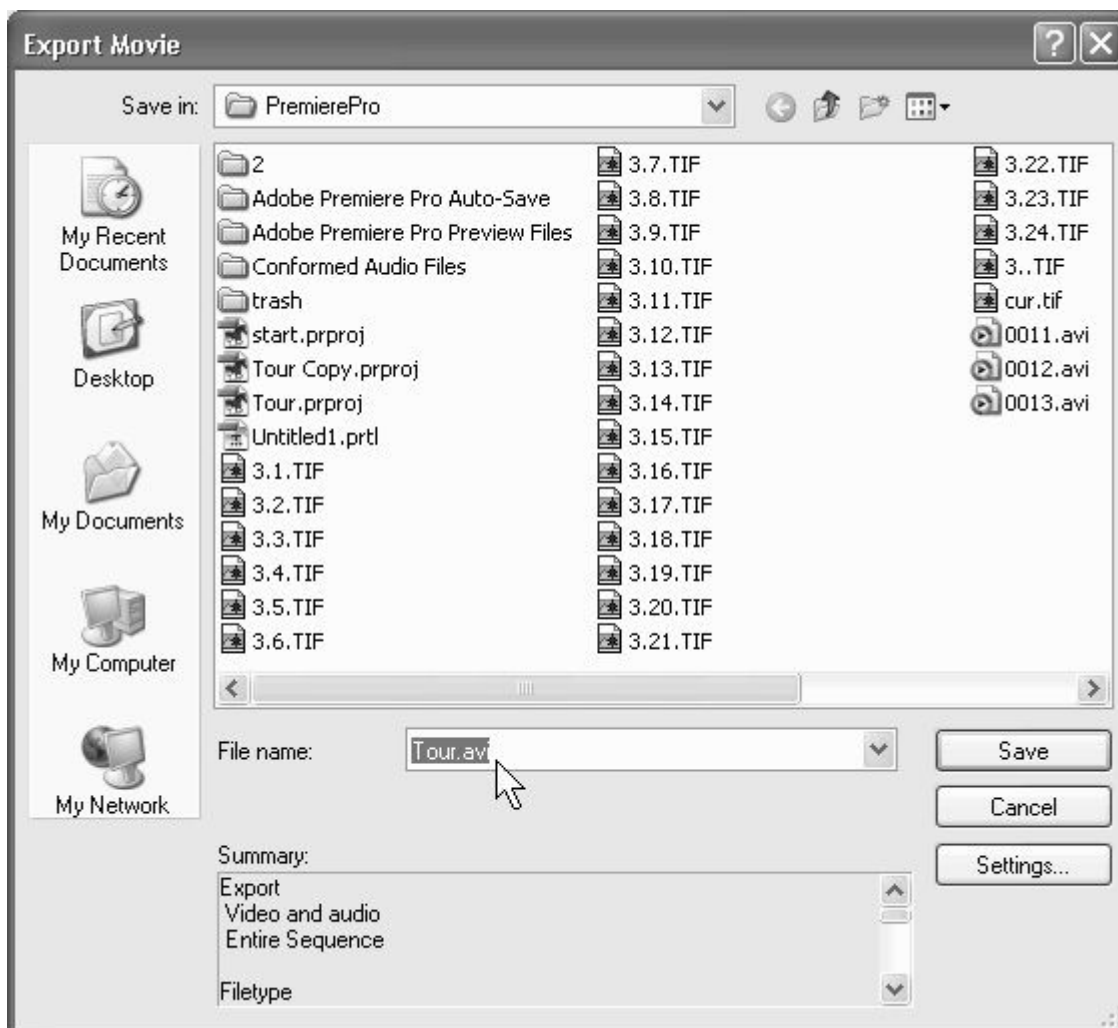 Export Movie
Save in: PremierePro
My Recent
Documents
Desktop
My Documents
My Computer
My Network
2
Adobe Premiere Pro Auto-Save
Adobe Premiere Pro Preview Files
Conformed Audio Files
trash
start.prproj
Tour Copy.prproj
Tour.prproj
Untitled1.prtl
3.1.TIF
3.2.TIF
3.3.TIF
3.4.TIF
3.5.TIF
3.6.TIF
3.7.TIF
3.8.TIF
3.9.TIF
3.10.TIF
3.11.TIF
3.12.TIF
3.13.TIF
3.14.TIF
3.15.TIF
3.16.TIF
3.17.TIF
3.18.TIF
3.19.TIF
3.20.TIF
3.21.TIF
3.22.TIF
3.23.TIF
3.24.TIF
3..TIF
cur.tif
0011.avi
0012.avi
0013.avi
File name: Tour.avi
Save
Cancel
Settings...
Summary:
Export
Video and audio
Entire Sequence
Filetype